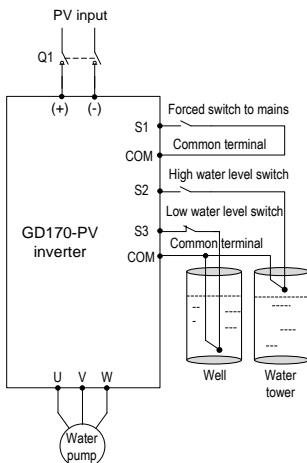 PV input
Q1
(+) (-)
S1 Forced switch to mains
COM Common terminal
S2 High water level switch
Low water level switch
S3
GD170-PV
inverter
Common terminal
COM
Well
Water
tower
U V W
Water
pump